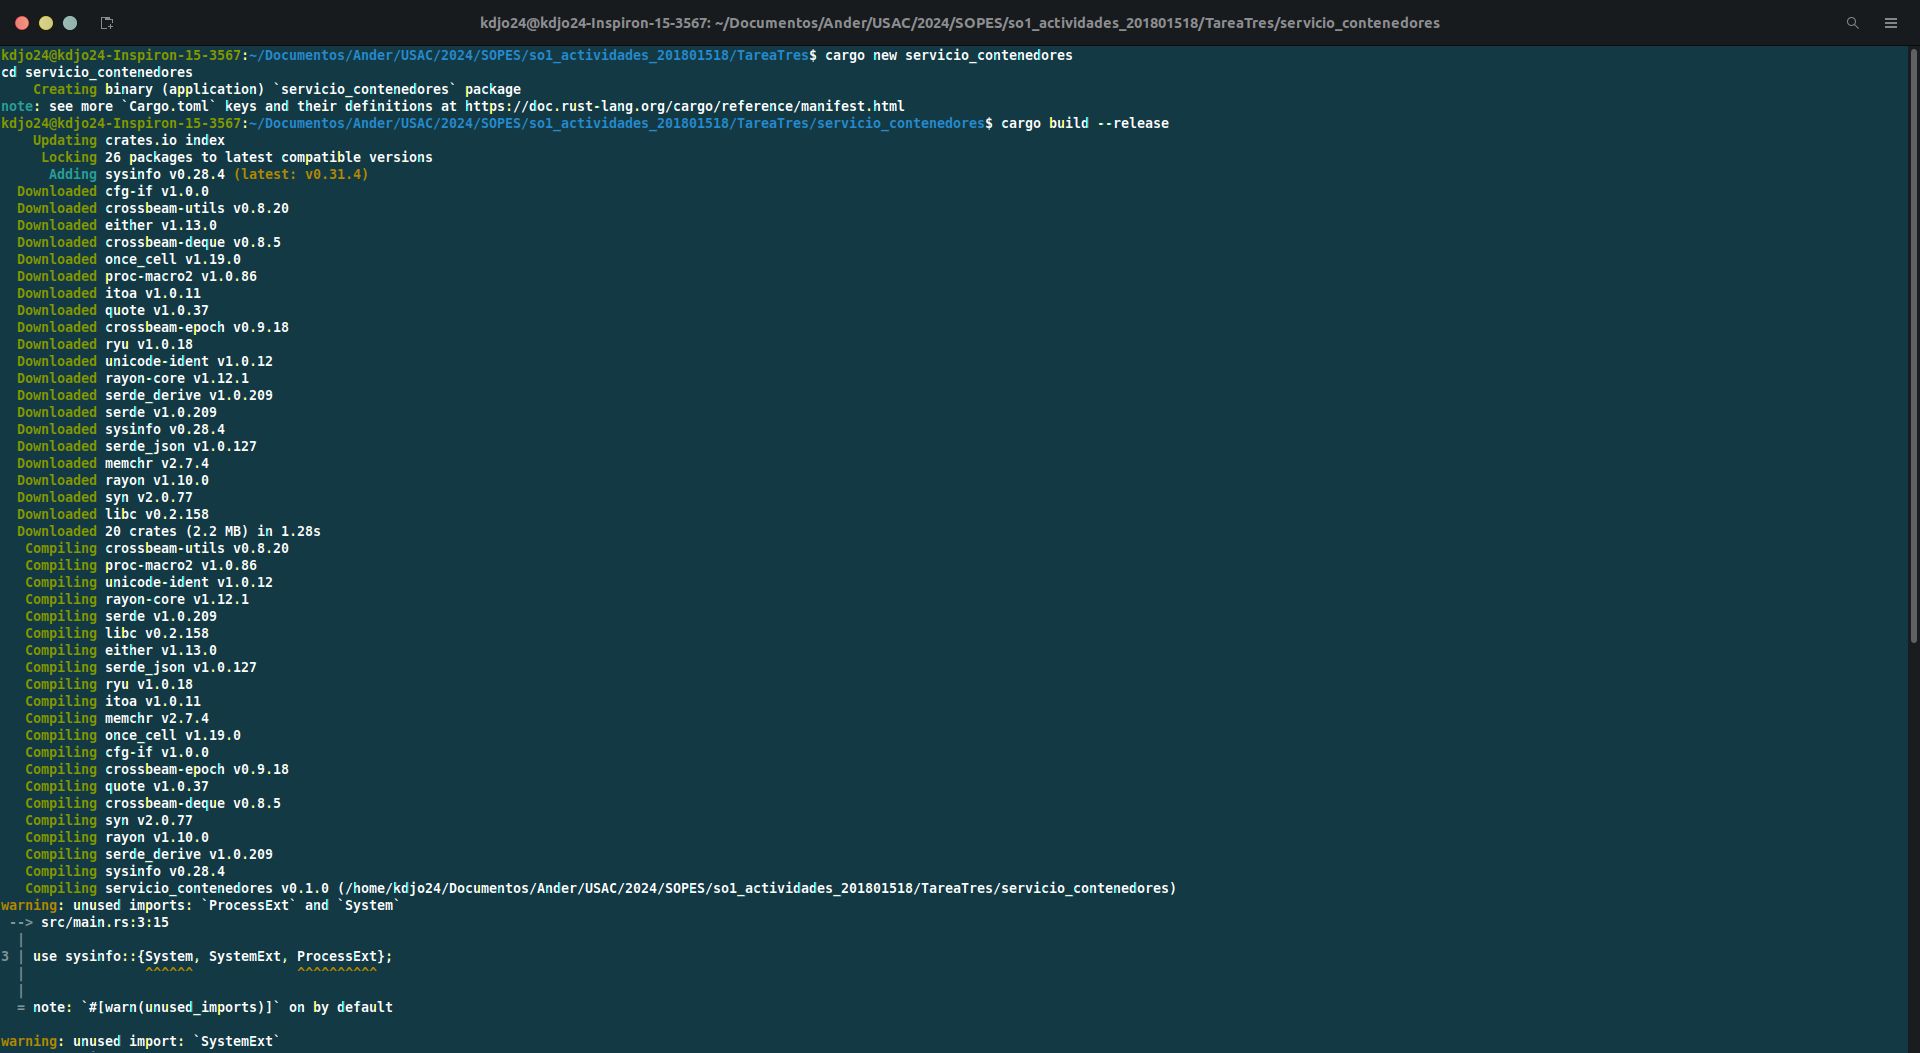 kdjo24@kdjo24-Inspiron-15-3567: ~/Documentos/Ander/USAC/2024/SOPES/so1_actividades_201801518/TareaTres/servicio_contenedores
kdjo24@kdjo24-Inspiron-15-3567:~/Documentos/Ander/USAC/2024/SOPES/so1_actividades_201801518/TareaTres$ cargo new servicio_contenedores
cd servicio_contenedores
    Creating binary (application) `servicio_contenedores` package
note: see more `Cargo.toml` keys and their definitions at https://doc.rust-lang.org/cargo/reference/manifest.html
kdjo24@kdjo24-Inspiron-15-3567:~/Documentos/Ander/USAC/2024/SOPES/so1_actividades_201801518/TareaTres/servicio_contenedores$ cargo build --release
    Updating crates.io index
     Locking 26 packages to latest compatible versions
      Adding sysinfo v0.28.4 (latest: v0.31.4)
  Downloaded cfg-if v1.0.0
  Downloaded crossbeam-utils v0.8.20
  Downloaded either v1.13.0
  Downloaded crossbeam-deque v0.8.5
  Downloaded once_cell v1.19.0
  Downloaded proc-macro2 v1.0.86
  Downloaded itoa v1.0.11
  Downloaded quote v1.0.37
  Downloaded crossbeam-epoch v0.9.18
  Downloaded ryu v1.0.18
  Downloaded unicode-ident v1.0.12
  Downloaded rayon-core v1.12.1
  Downloaded serde_derive v1.0.209
  Downloaded serde v1.0.209
  Downloaded sysinfo v0.28.4
  Downloaded serde_json v1.0.127
  Downloaded memchr v2.7.4
  Downloaded rayon v1.10.0
  Downloaded syn v2.0.77
  Downloaded libc v0.2.158
  Downloaded 20 crates (2.2 MB) in 1.28s
   Compiling crossbeam-utils v0.8.20
   Compiling proc-macro2 v1.0.86
   Compiling unicode-ident v1.0.12
   Compiling rayon-core v1.12.1
   Compiling serde v1.0.209
   Compiling libc v0.2.158
   Compiling either v1.13.0
   Compiling serde_json v1.0.127
   Compiling ryu v1.0.18
   Compiling itoa v1.0.11
   Compiling memchr v2.7.4
   Compiling once_cell v1.19.0
   Compiling cfg-if v1.0.0
   Compiling crossbeam-epoch v0.9.18
   Compiling quote v1.0.37
   Compiling crossbeam-deque v0.8.5
   Compiling syn v2.0.77
   Compiling rayon v1.10.0
   Compiling serde_derive v1.0.209
   Compiling sysinfo v0.28.4
   Compiling servicio_contenedores v0.1.0 (/home/kdjo24/Documentos/Ander/USAC/2024/SOPES/so1_actividades_201801518/TareaTres/servicio_contenedores)
warning: unused imports: `ProcessExt` and `System`
 --> src/main.rs:3:15
  |
3 | use sysinfo::{System, SystemExt, ProcessExt};
  |               ^^^^^^             ^^^^^^^^^^
  |
  = note: `#[warn(unused_imports)]` on by default
warning: unused import: `SystemExt`